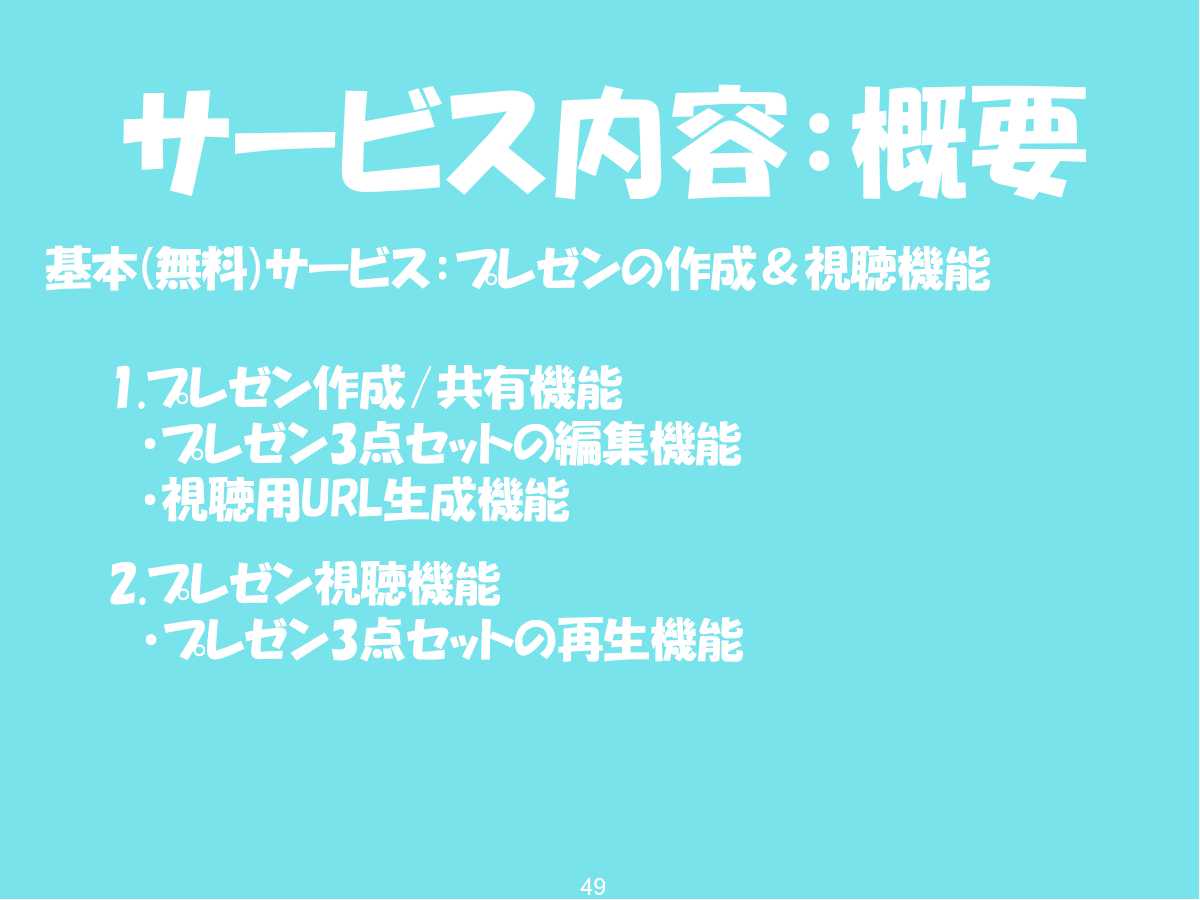 サービス内容:概要
基本(無料)サービス:プレゼンの作成&視聴機能
1.プレゼン作成/共有機能
・プレゼン3点セットの編集機能
・視聴用URL生成機能
2.プレゼン視聴機能
・プレゼン3点セットの再生機能
49